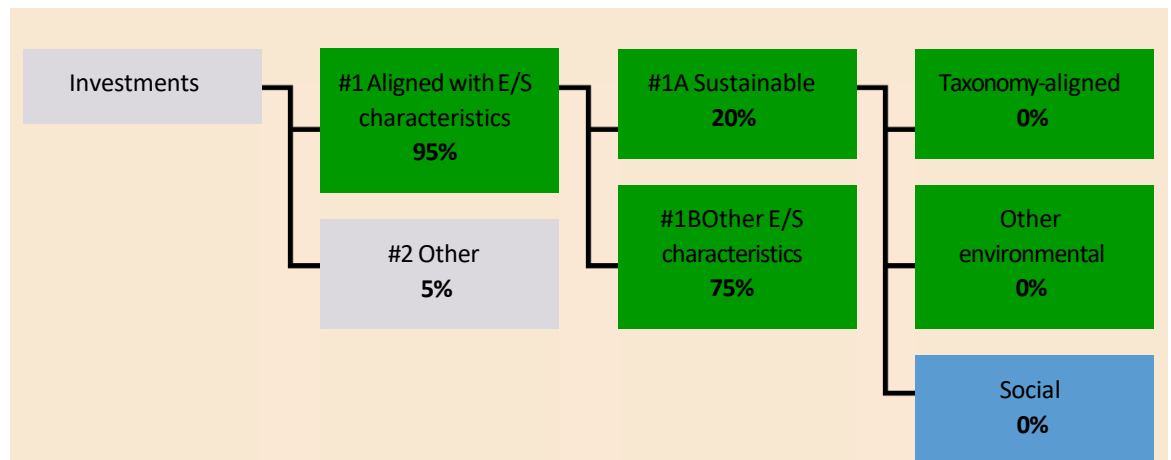 Investments
#1 Aligned with E/S
characteristics
95%
#2 Other
5%
#1A Sustainable
20%
#1BOther E/S
characteristics
75%
Taxonomy-aligned
0%
Other
environmental
0%
Social
0%